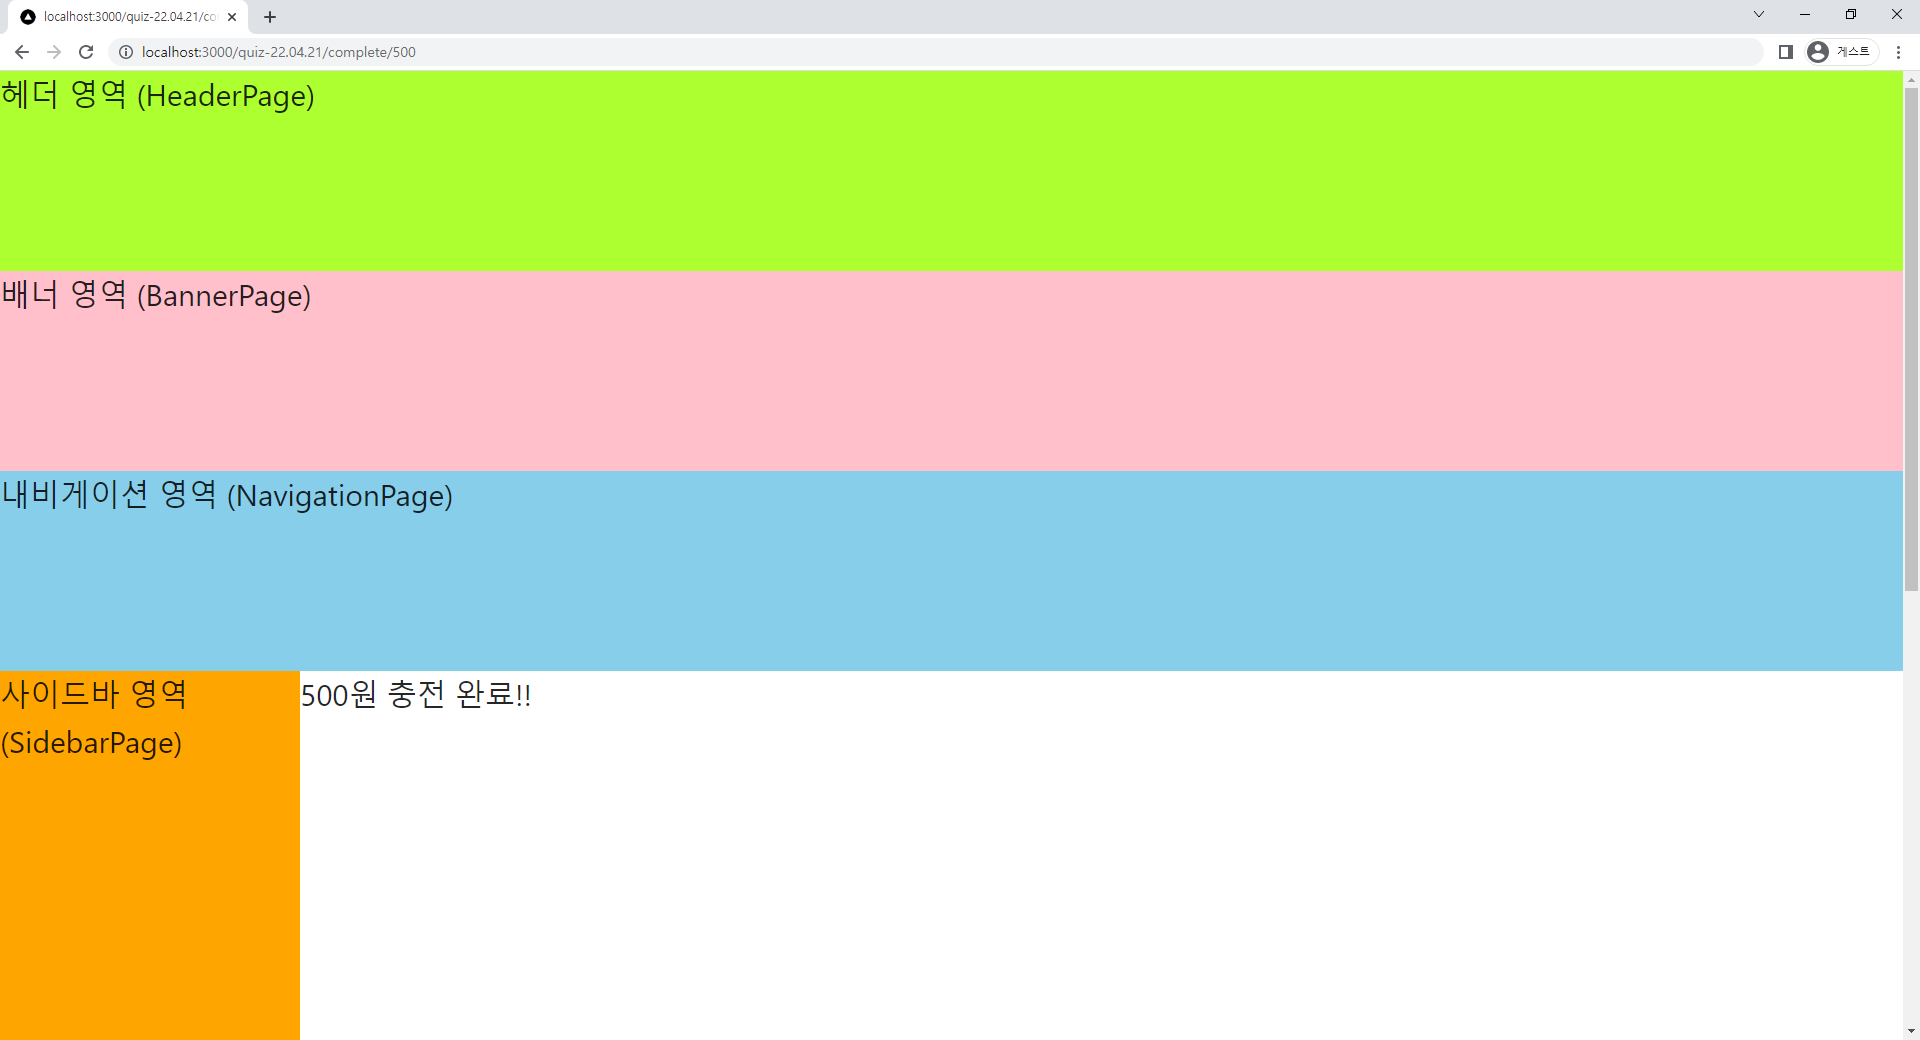 localhost:3000/quiz-22.04.21/co
localhost:3000/quiz-22.04.21/complete/500
게스트
헤더 영역 (HeaderPage)
배너 영역 (BannerPage)
내비게이션 영역 (NavigationPage)
사이드바 영역
(SidebarPage)
500원 충전 완료!!